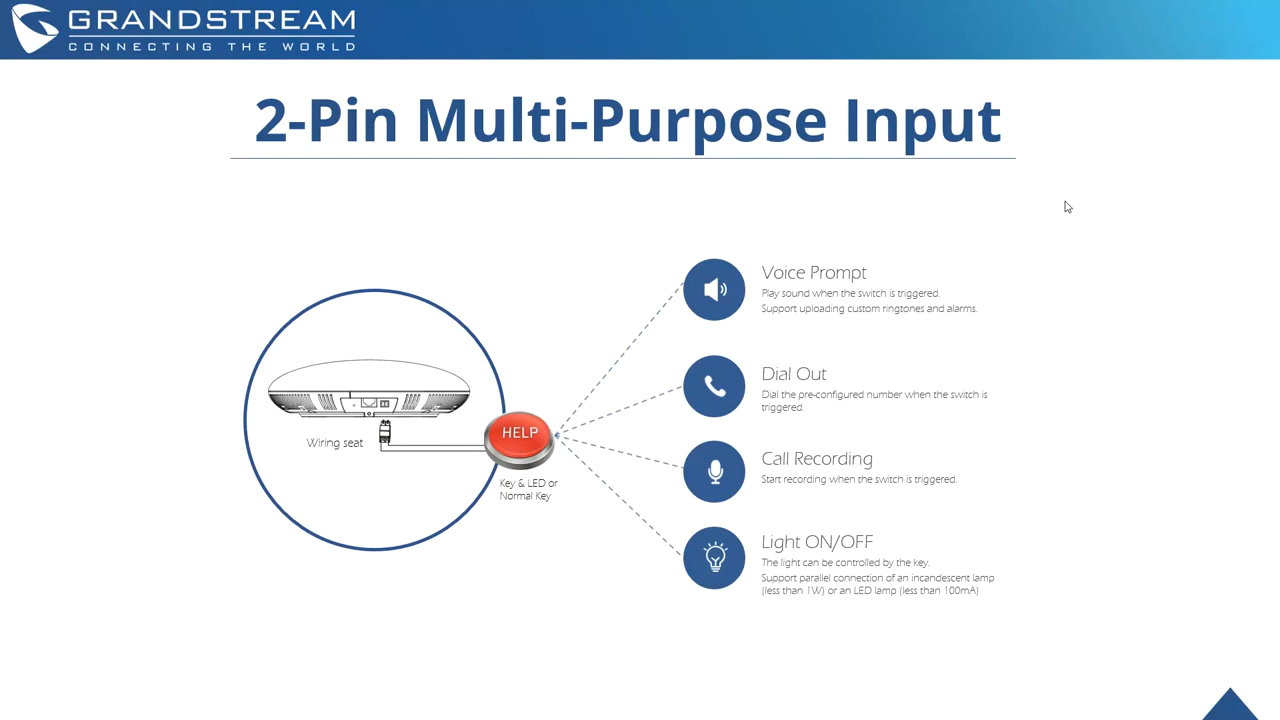 GRANDSTREAM
CONNECTING THE WORLD
2-Pin Multi-Purpose Input
Voice Prompt
Play sound when the switch is triggered.
Support uploading custom ringtones and alarms.
Dial Out
Dial the pre-configured number when the switch is
triggered.
HELP
Wiring seat
Key & LED or
Normal Key
Call Recording
Start recording when the switch is triggered.
Light ON/OFF
The light can be controlled by the key.
Support parallel connection of an incandescent lamp
(less than 1W) or an LED lamp (less than 100mA)